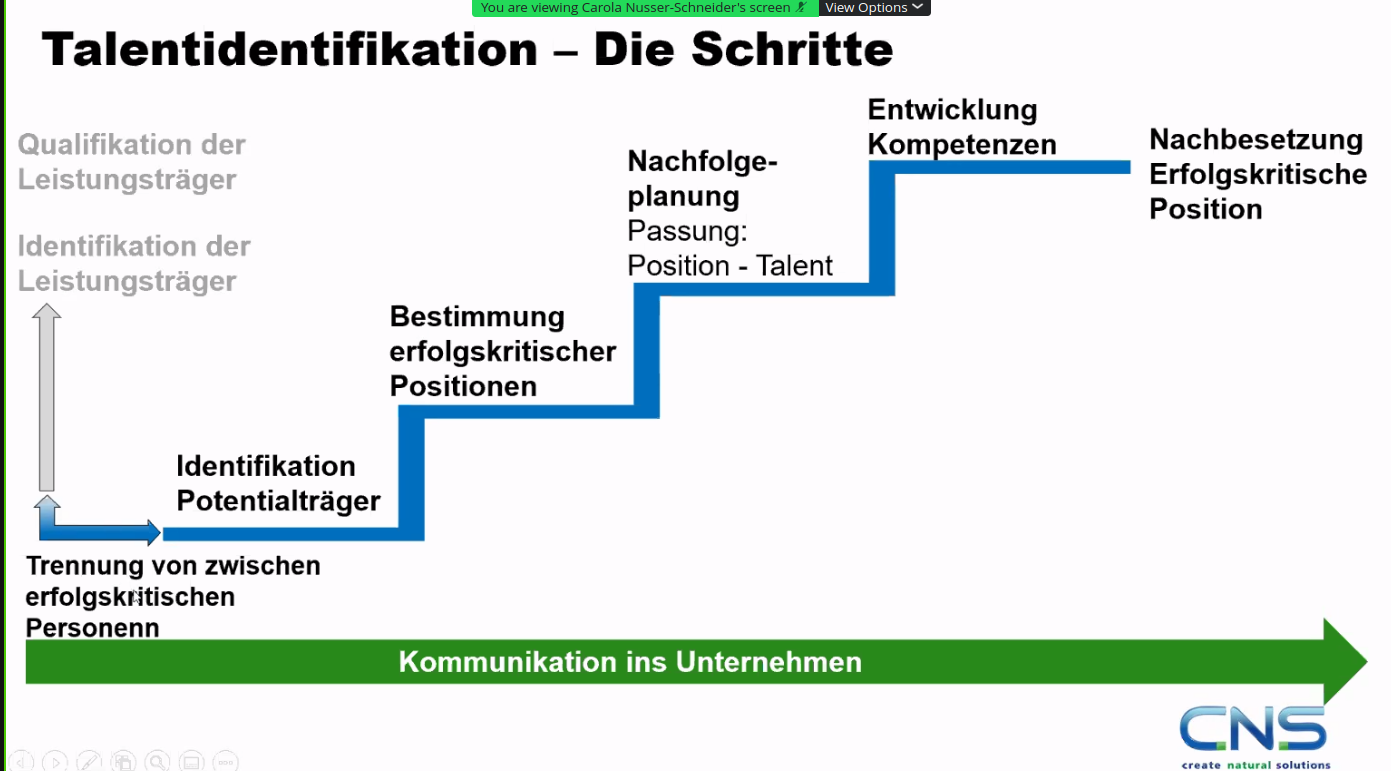 You are viewing Carola Nusser-Schneider's screen
View Options
Talentidentifikation – Die Schritte
Qualifikation der
Leistungsträger
Identifikation der
Leistungsträger
Trennung von zwischen
erfolgskritischen
Personenn
Identifikation
Potentialträger
Bestimmung
erfolgskritischer
Positionen
Nachfolge-
planung
Passung:
Position - Talent
Entwicklung
Kompetenzen
Nachbesetzung
Erfolgskritische
Position
Kommunikation ins Unternehmen
CNS
create natural solutions